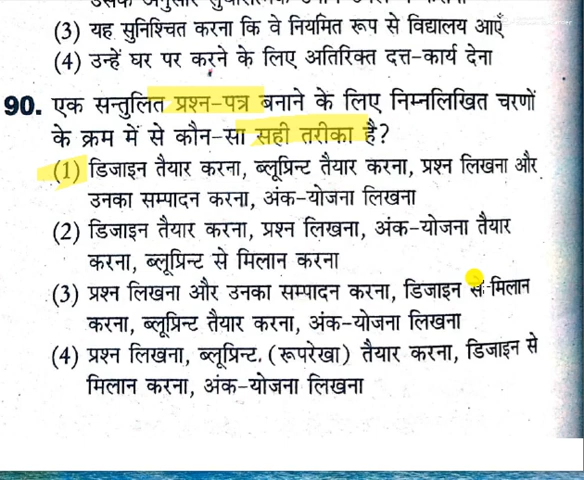 (3) यह सुनिश्चित करना कि वे नियमित रूप से विद्यालय आएँ
(4) उन्हें घर पर करने के लिए अतिरिक्त दत्त-कार्य देना
90. एक सन्तुलित प्रश्न-पत्र बनाने के लिए निम्नलिखित चरणों
के क्रम में से कौन-सा सही तरीका है?
(1) डिजाइन तैयार करना, ब्लूप्रिन्ट तैयार करना, प्रश्न लिखना और
उनका सम्पादन करना, अंक-योजना लिखना
(2) डिजाइन तैयार करना, प्रश्न लिखना, अंक-योजना तैयार
करना, ब्लूप्रिन्ट से मिलान करना
(3) प्रश्न लिखना और उनका सम्पादन करना, डिजाइन से मिलान
करना, ब्लूप्रिन्ट तैयार करना, अंक-योजना लिखना
(4) प्रश्न लिखना, ब्लूप्रिन्ट. (रूपरेखा) तैयार करना, डिजाइन से
मिलान करना, अंक-योजना लिखना